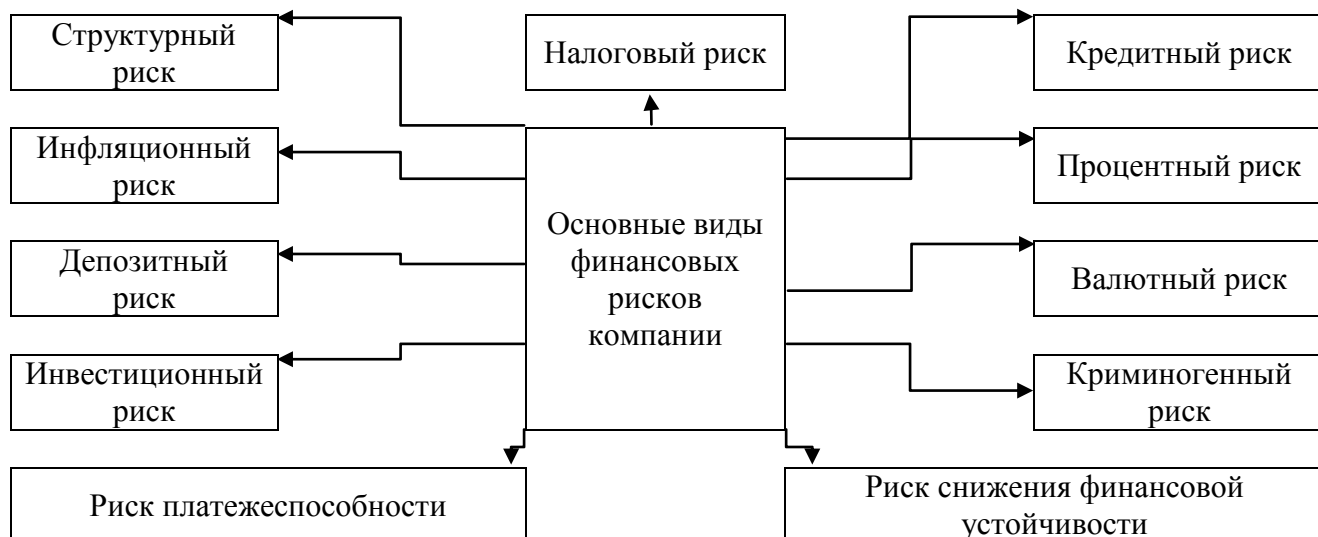 Структурный
риск
Налоговый риск
Кредитный риск
Инфляционный
риск
Процентный риск
Основные виды
финансовых
рисков
компании
Депозитный
риск
Валютный риск
Инвестиционный
риск
Криминогенный
риск
Риск платежеспособности
Риск снижения финансовой
устойчивости